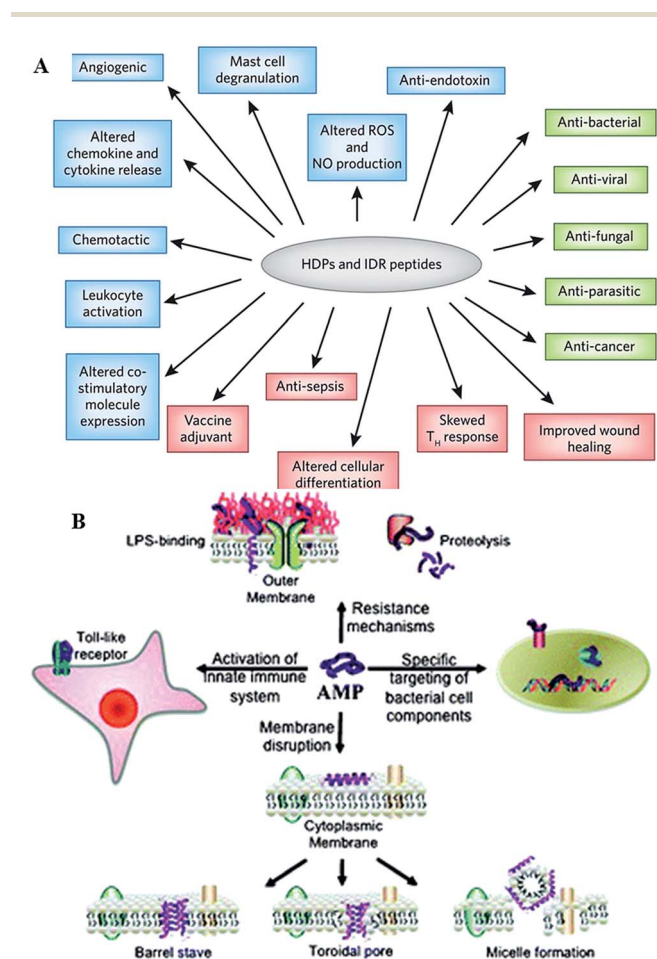 A
Angiogenic
Mast cell
degranulation
Anti-endotoxin
Altered
chemokine and
cytokine release
Altered ROS
and
NO production
Anti-bacterial
Anti-viral
Chemotactic
Anti-fungal
HDPs and IDR peptides
Leukocyte
activation
Anti-parasitic
Anti-cancer
Altered co-
stimulatory
molecule
expression
Vaccine
adjuvant
Anti-sepsis
Altered cellular
differentiation
Skewed
TH response
Improved wound
healing
B
LPS-binding
Outer
Membrane
Proteolysis
Resistance
mechanisms
Toll-like
receptor
Activation of
innate immune
system
AMP
Specific
targeting of
bacterial cell
components
Membrane
disruption
Cytoplasmic
Membrane
Barrel stave
Toroidal pore
Micelle formation